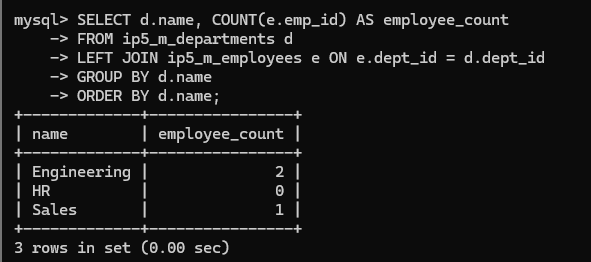 mysql> SELECT d.name, COUNT(e.emp_id) AS employee_count
    -> FROM ip5_m_departments d
    -> LEFT JOIN ip5_m_employees e ON e.dept_id = d.dept_id
    -> GROUP BY d.name
    -> ORDER BY d.name;
+-------------+----------------+
| name        | employee_count |
+-------------+----------------+
| Engineering |              2 |
| HR          |              0 |
| Sales       |              1 |
+-------------+----------------+
3 rows in set (0.00 sec)